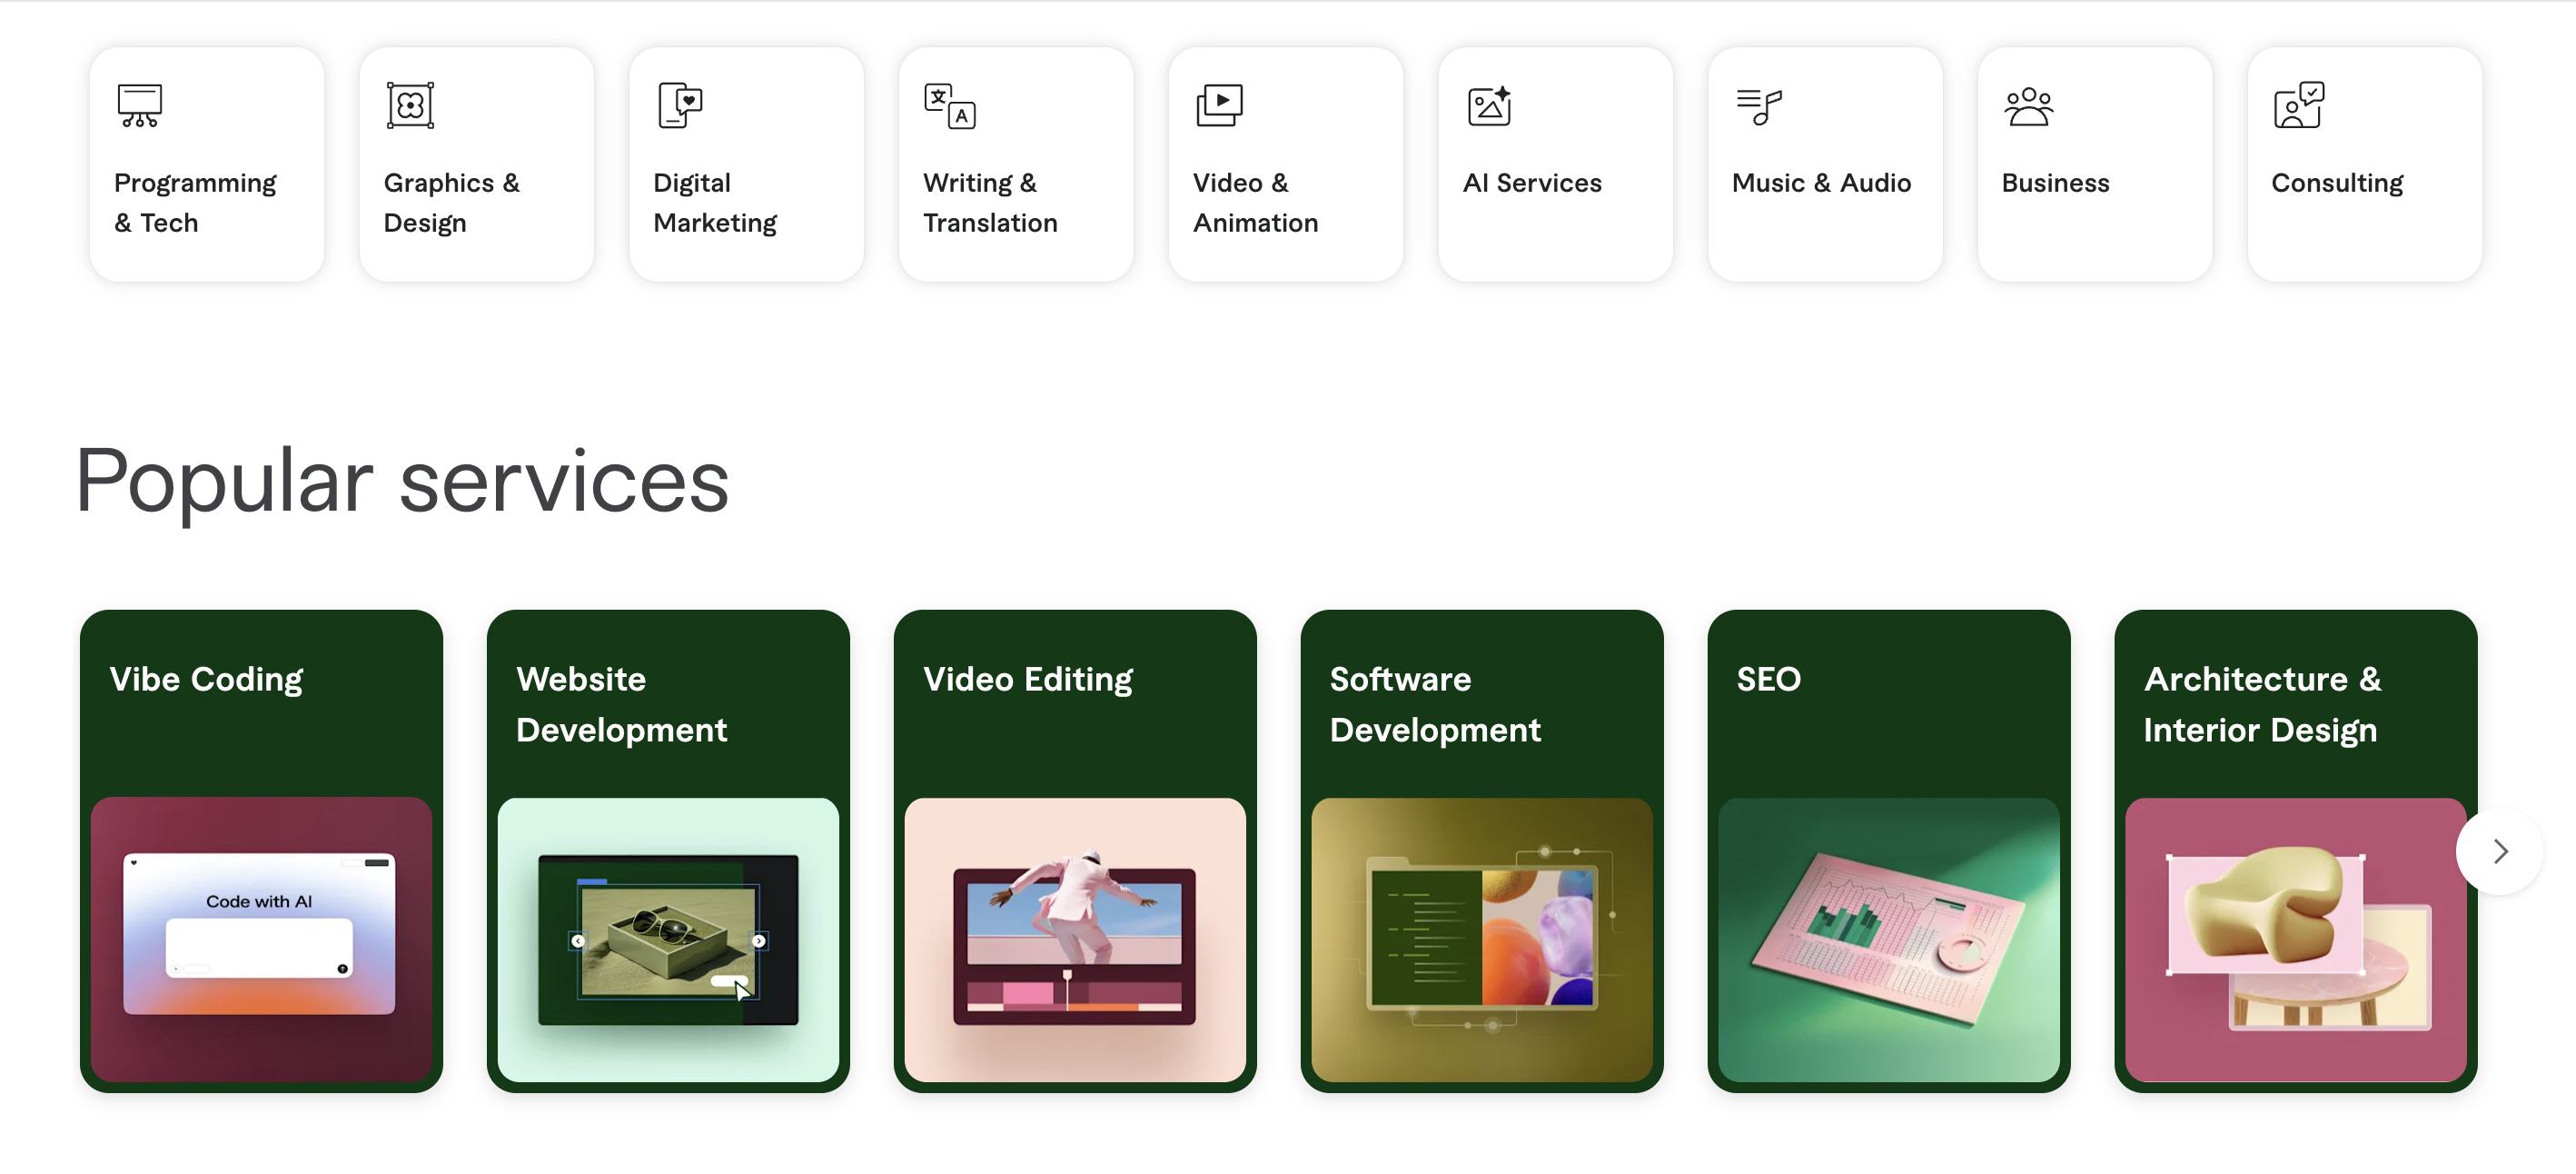 Programming
& Tech
Graphics &
Design
Digital
Marketing
Writing &
Translation
Video &
Animation
AI Services
Music & Audio
Business
Consulting
文
A
Popular services
Vibe Coding
Website
Development
Video Editing
Software
Development
SEO
Architecture &
Interior Design
Code with AI